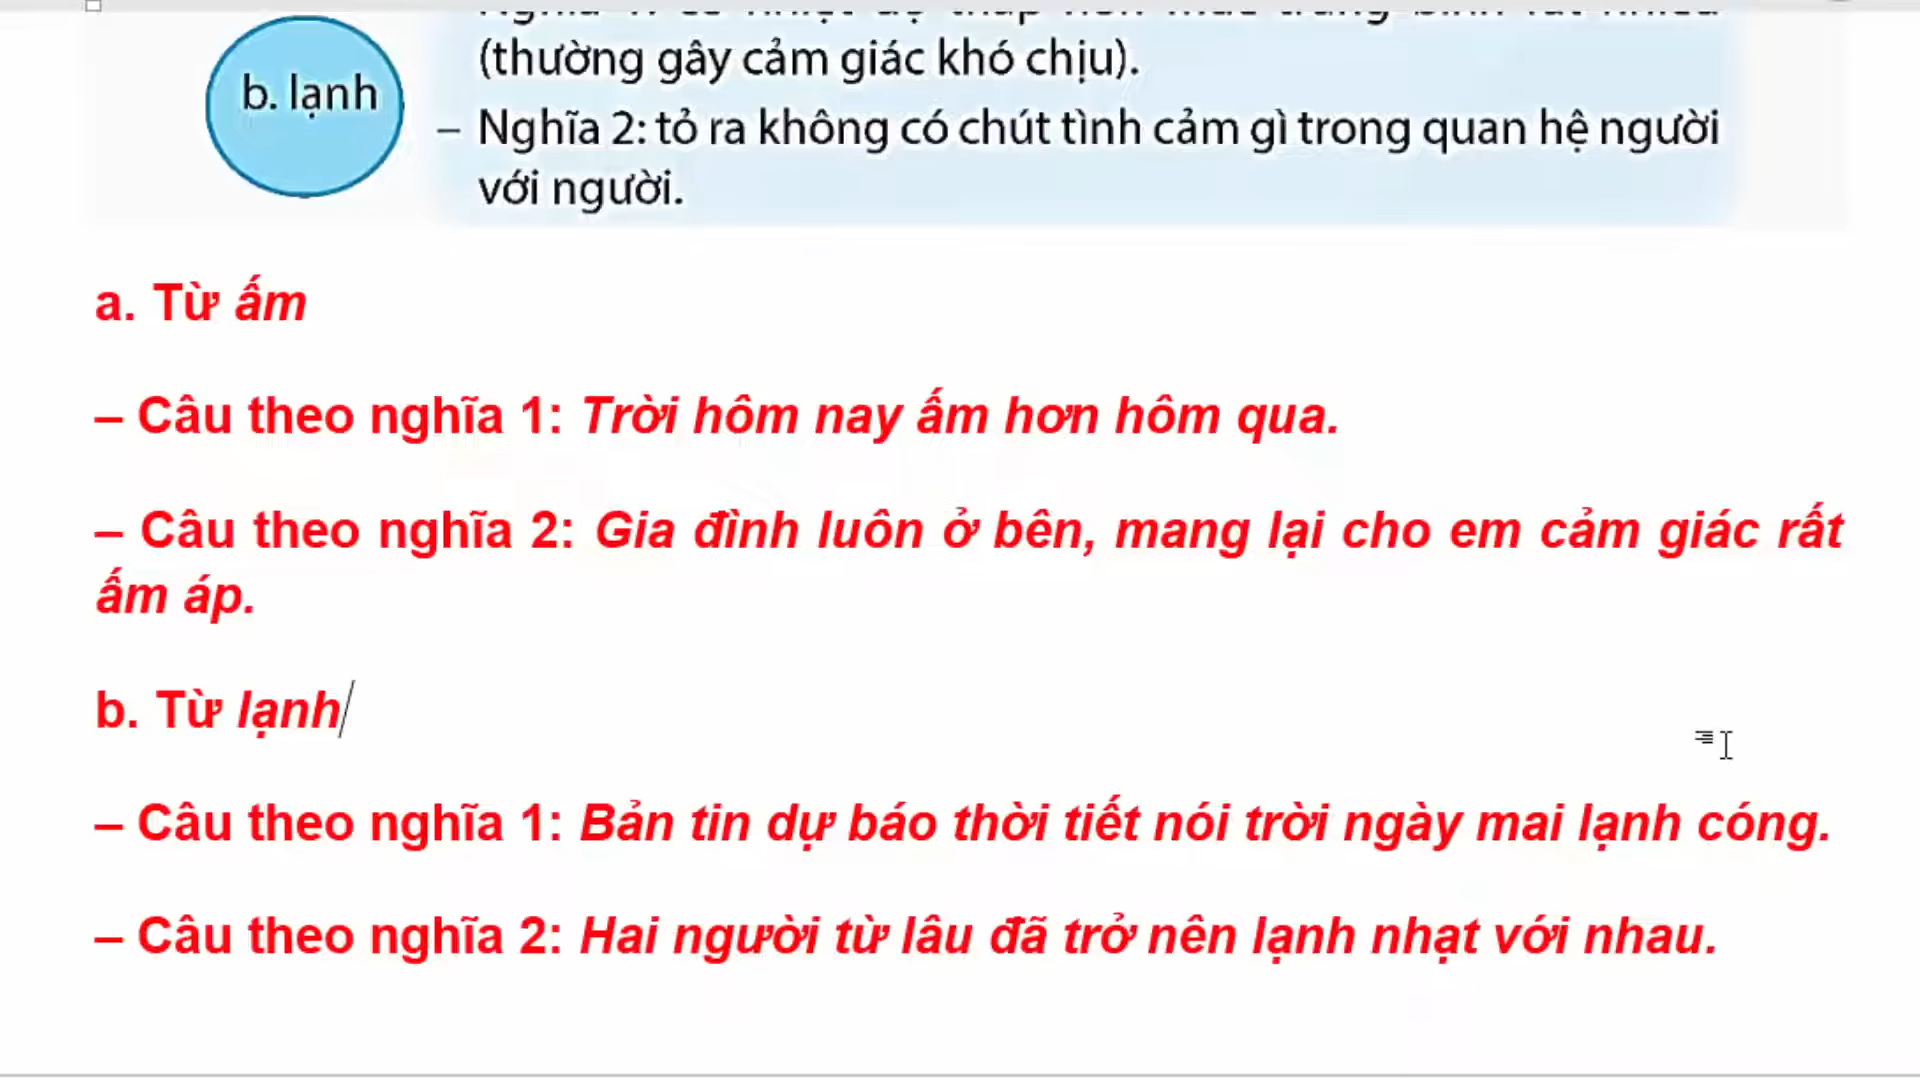 (thường gây cảm giác khó chịu).
b. lạnh
– Nghĩa 2: tỏ ra không có chút tình cảm gì trong quan hệ người
với người.
a. Từ ấm
– Câu theo nghĩa 1: Trời hôm nay ấm hơn hôm qua.
– Câu theo nghĩa 2: Gia đình luôn ở bên, mang lại cho em cảm giác rất
ấm áp.
b. Từ lạnh
– Câu theo nghĩa 1: Bản tin dự báo thời tiết nói trời ngày mai lạnh cóng.
– Câu theo nghĩa 2: Hai người từ lâu đã trở nên lạnh nhạt với nhau.